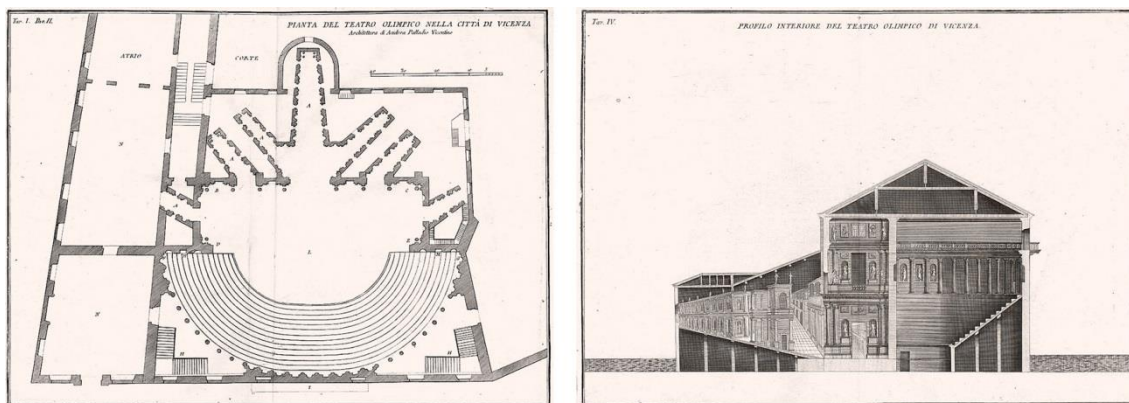 Tav. I. Lib. II.
PIANTA DEL TEATRO OLIMPICO NELLA CITTÀ DI VICENZA
Architettura di Andrea Palladio Vicentino
ATRIO
CORTE
A
A
A
N
L
N
H
H
Tav. IV.
PROFILO INTERIORE DEL TEATRO OLIMPICO DI VICENZA.